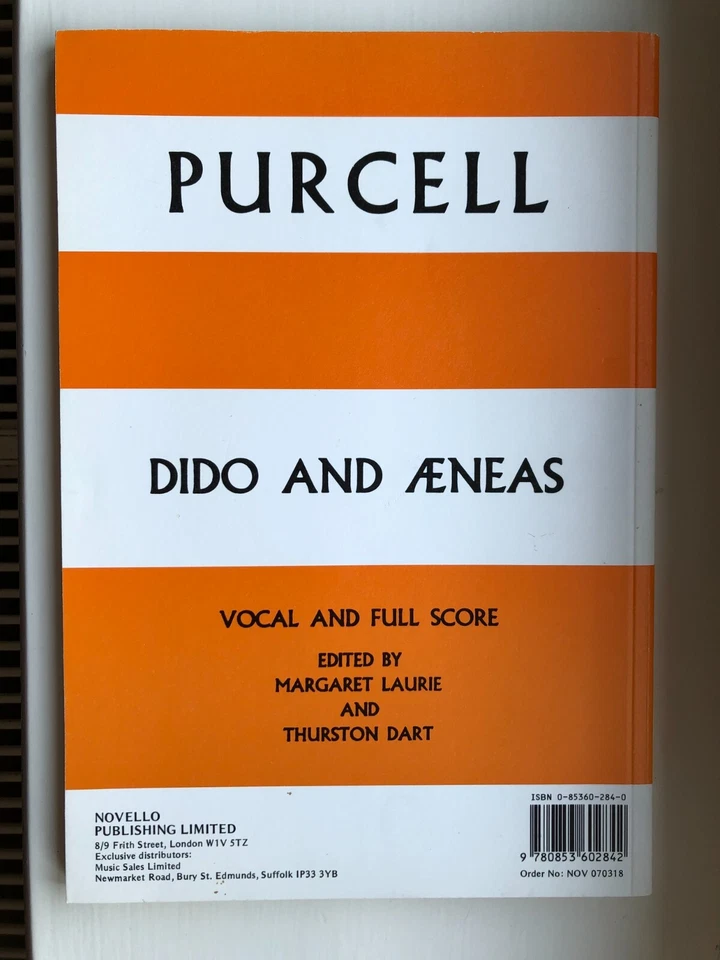 PURCELL
DIDO AND ÆNEAS
VOCAL AND FULL SCORE
EDITED BY
MARGARET LAURIE
AND
THURSTON DART
NOVELLO
PUBLISHING LIMITED
8/9 Frith Street, London W1V 5TZ
Exclusive distributors:
Music Sales Limited
Newmarket Road, Bury St. Edmunds, Suffolk IP33 3YB
ISBN 0-85360-284-0
9 780853 602842
Order No: NOV 070318